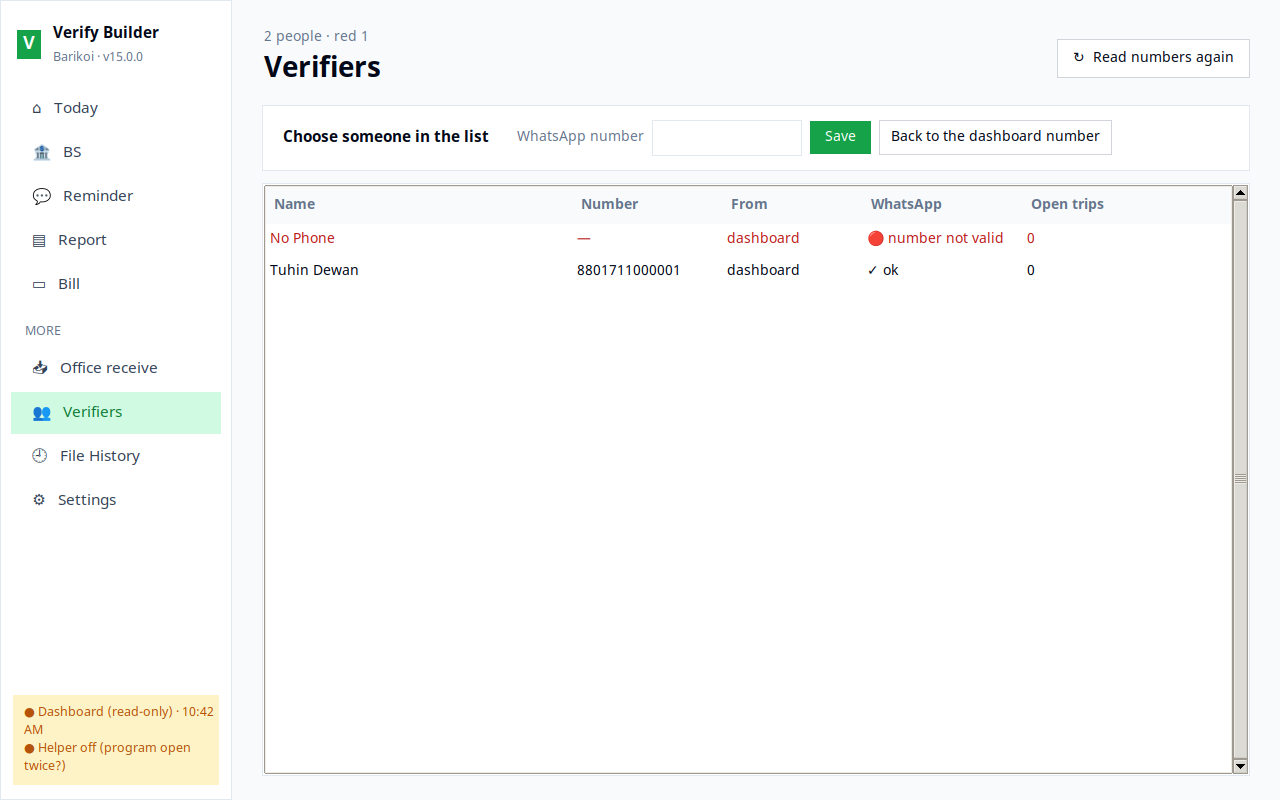 V
Verify Builder
Barikoi · v15.0.0
Today
BS
Reminder
Report
Bill
MORE
Office receive
Verifiers
File History
Settings
● Dashboard (read-only) · 10:42
AM
● Helper off (program open
twice?)
2 people · red 1
Verifiers
↻ Read numbers again
Choose someone in the list WhatsApp number Save Back to the dashboard number
Name Number From WhatsApp Open trips
No Phone — dashboard 🔴 number not valid 0
Tuhin Dewan 8801711000001 dashboard ✓ ok 0